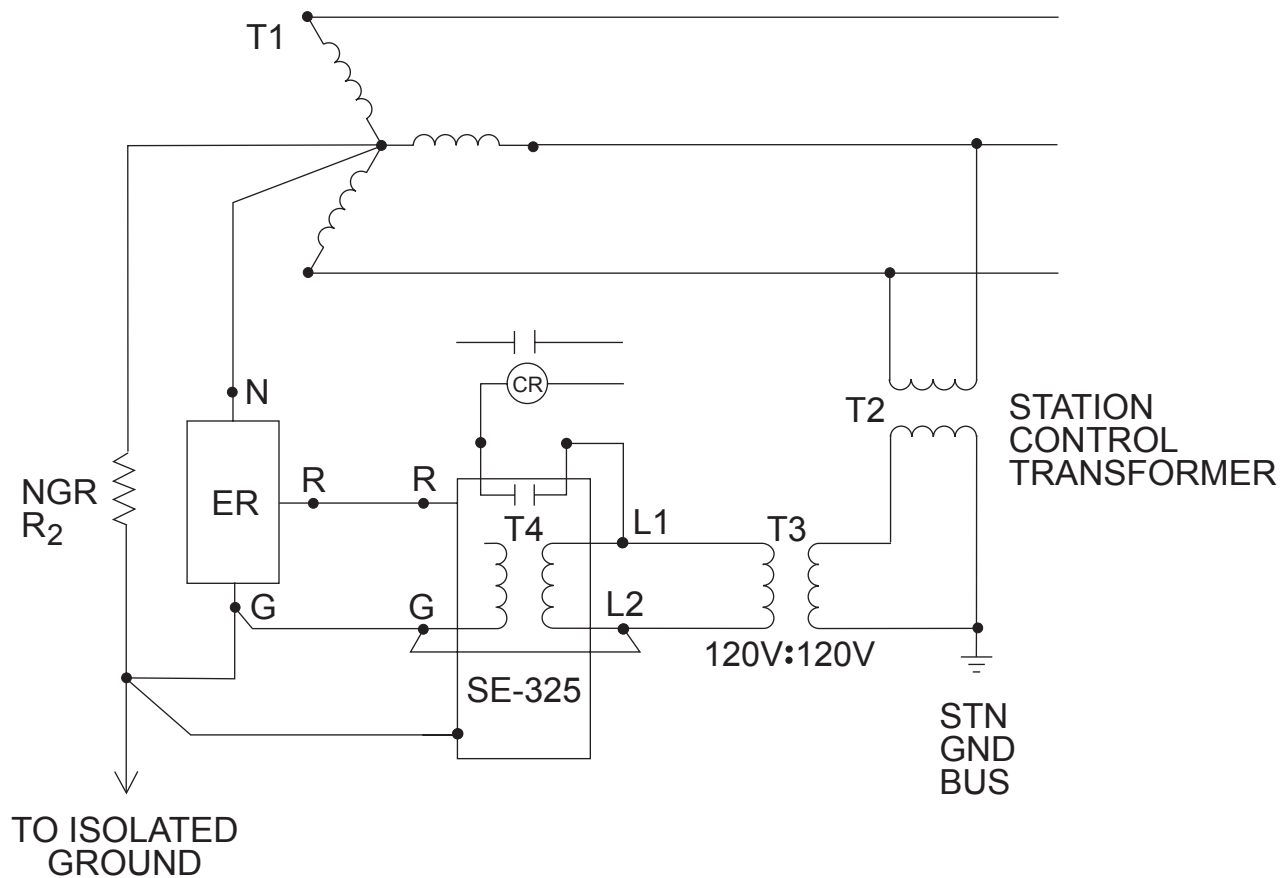 T1
N
CR
T2
STATION
CONTROL
TRANSFORMER
NGR
R2
ER
R
R
T4
L1
T3
G
G
L2
120V:120V
SE-325
STN
GND
BUS
TO ISOLATED
GROUND